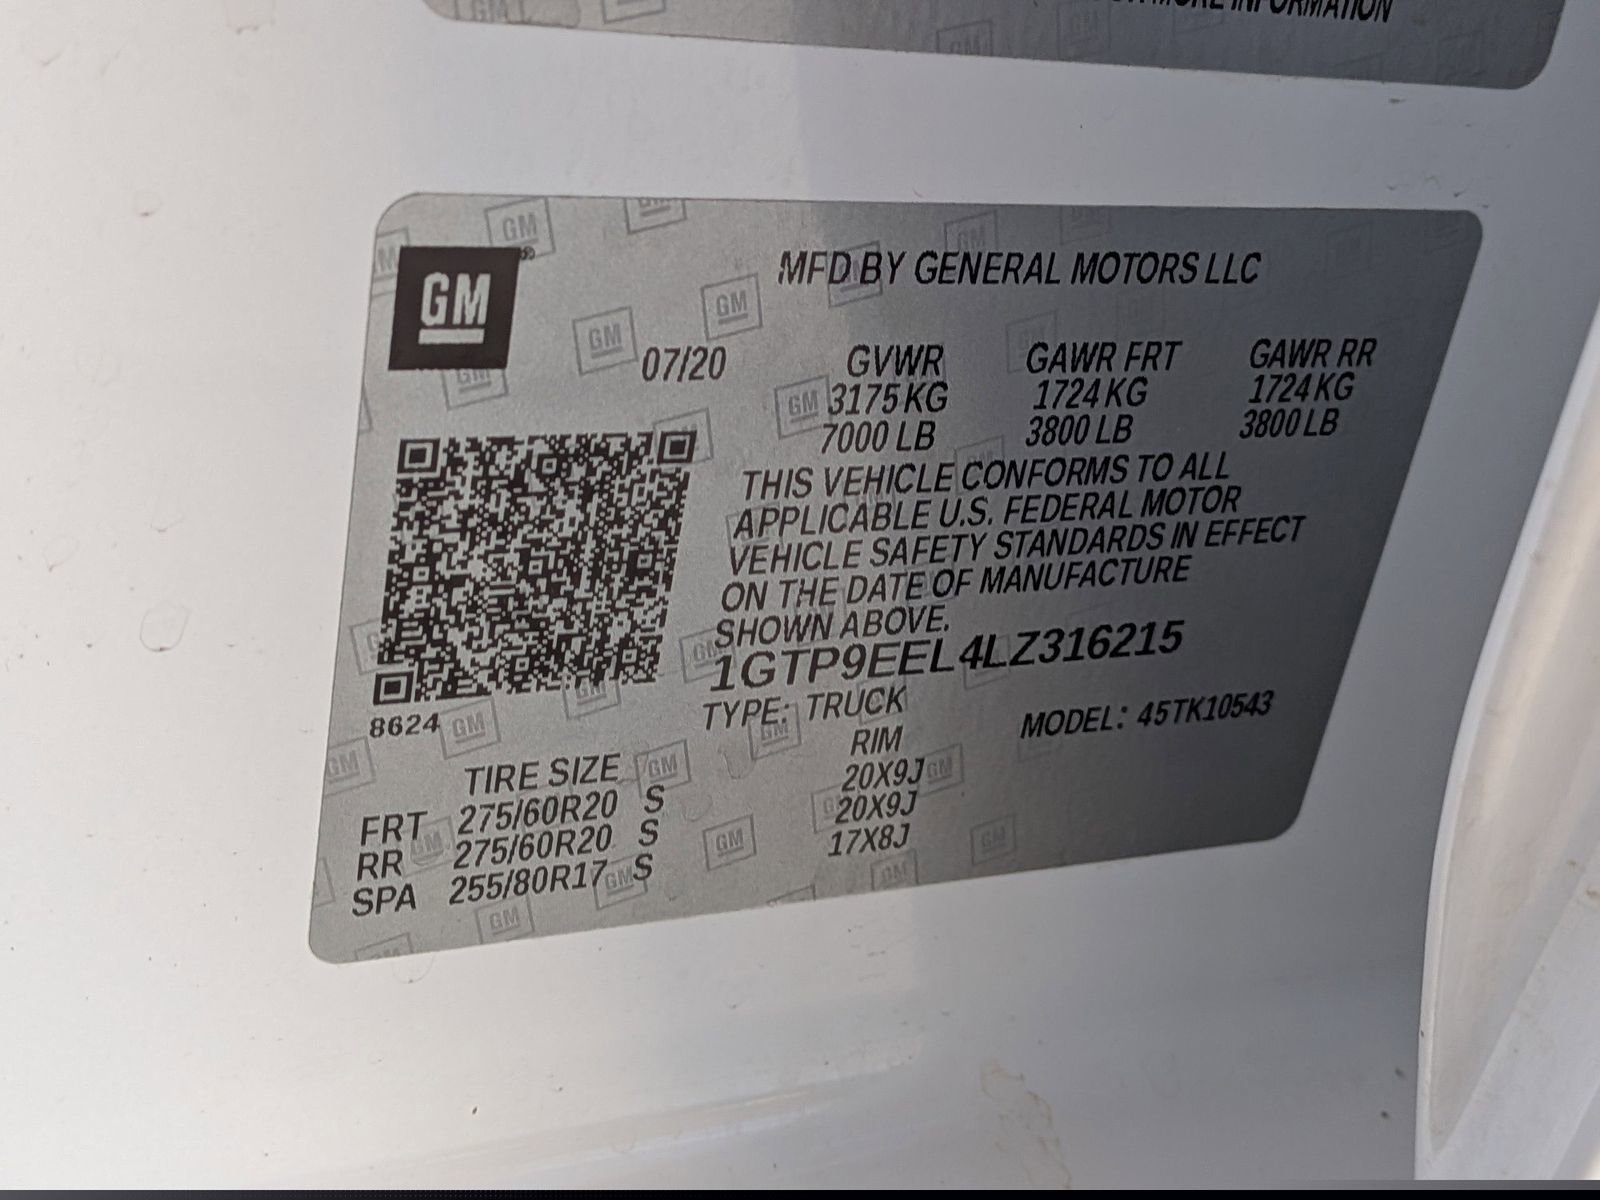 MORE INFORMATION
GM
MFD BY GENERAL MOTORS LLC
07/20 GVWR GAWR FRT GAWR RR
3175 KG 1724 KG 1724 KG
7000 LB 3800 LB 3800 LB
THIS VEHICLE CONFORMS TO ALL
APPLICABLE U.S. FEDERAL MOTOR
VEHICLE SAFETY STANDARDS IN EFFECT
ON THE DATE OF MANUFACTURE
SHOWN ABOVE.
1GTP9EEL4LZ316215
8624
TYPE: TRUCK MODEL: 45TK10543
TIRE SIZE RIM
FRT 275/60R20 S 20X9J
RR 275/60R20 S 20X9J
SPA 255/80R17 S 17X8J